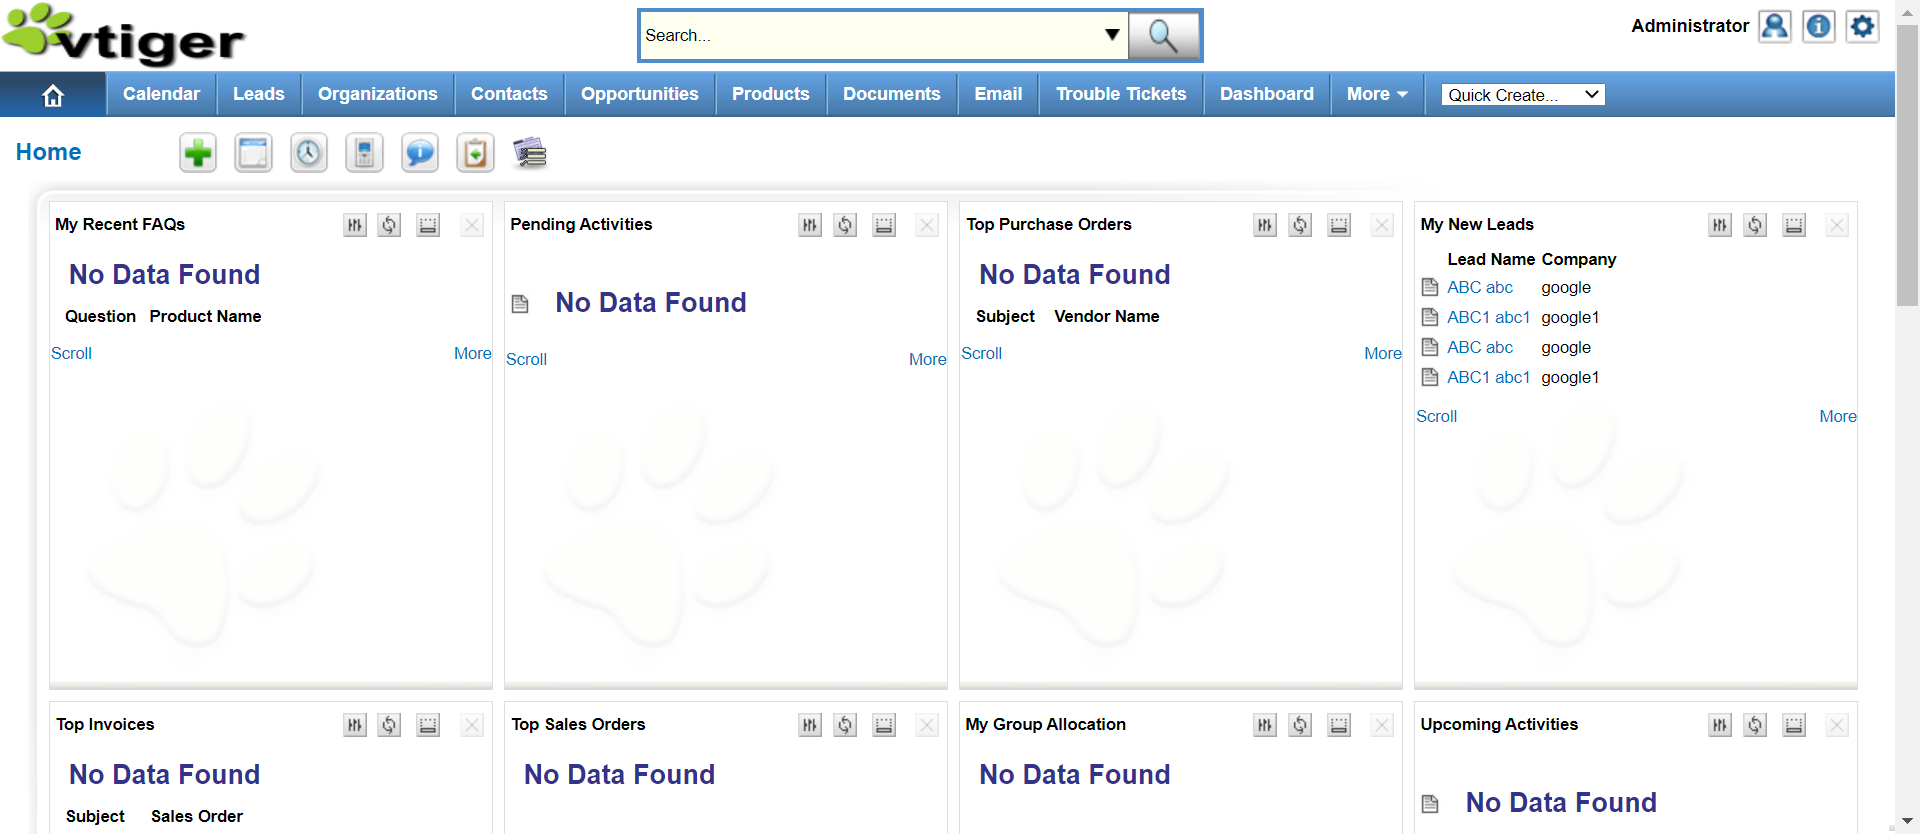 vtiger
Search...
Administrator
Calendar Leads Organizations Contacts Opportunities Products Documents Email Trouble Tickets Dashboard More Quick Create...
Home
My Recent FAQs
No Data Found
Question Product Name
Scroll More
Pending Activities
No Data Found
Scroll More
Top Purchase Orders
No Data Found
Subject Vendor Name
Scroll More
My New Leads
Lead Name Company
ABC abc google
ABC1 abc1 google1
ABC abc google
ABC1 abc1 google1
Scroll More
Top Invoices
No Data Found
Subject Sales Order
Top Sales Orders
No Data Found
My Group Allocation
No Data Found
Upcoming Activities
No Data Found